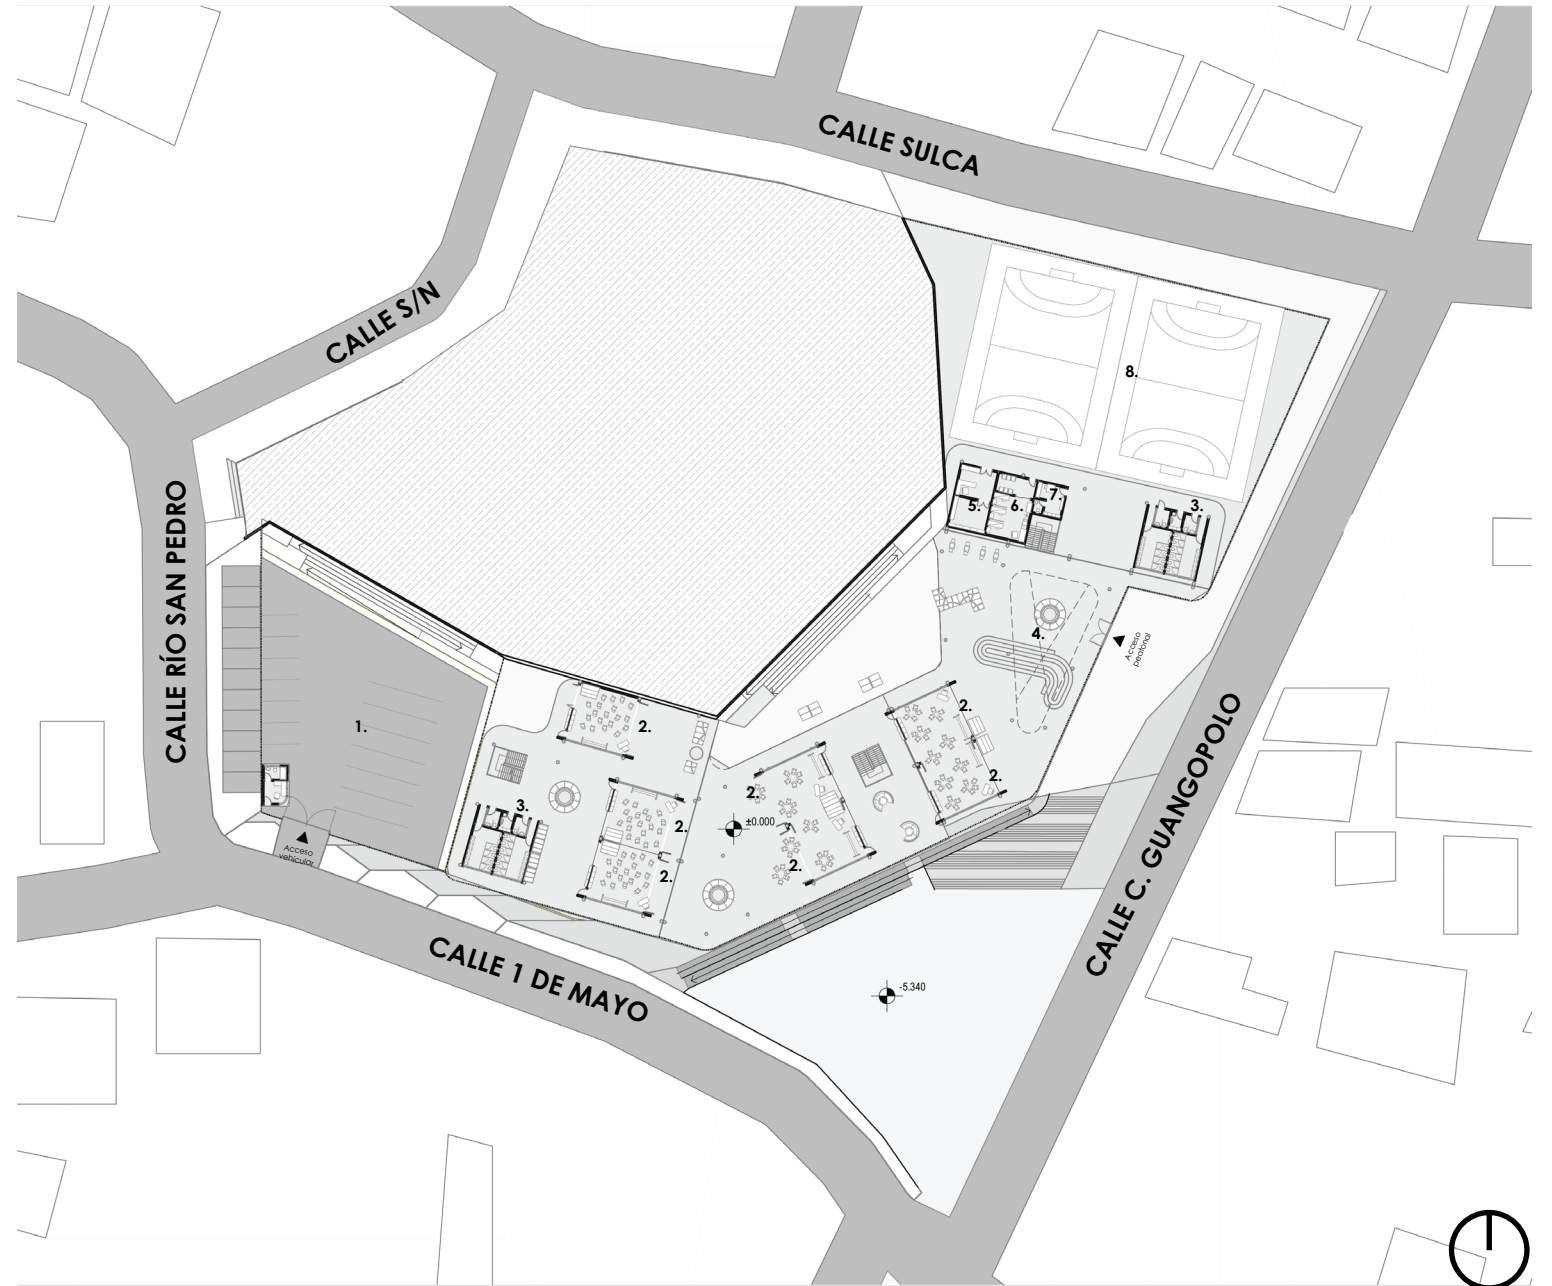 CALLE SULCA
CALLE S/N
8.
CALLE RÍO SAN PEDRO
5.
6.
7.
3.
4.
Acceso
peatonal
1.
2.
2.
2.
3.
2.
±0.000
2.
2.
2.
2.
Acceso
vehicular
CALLE C. GUANGOPOLO
CALLE 1 DE MAYO
-5.340